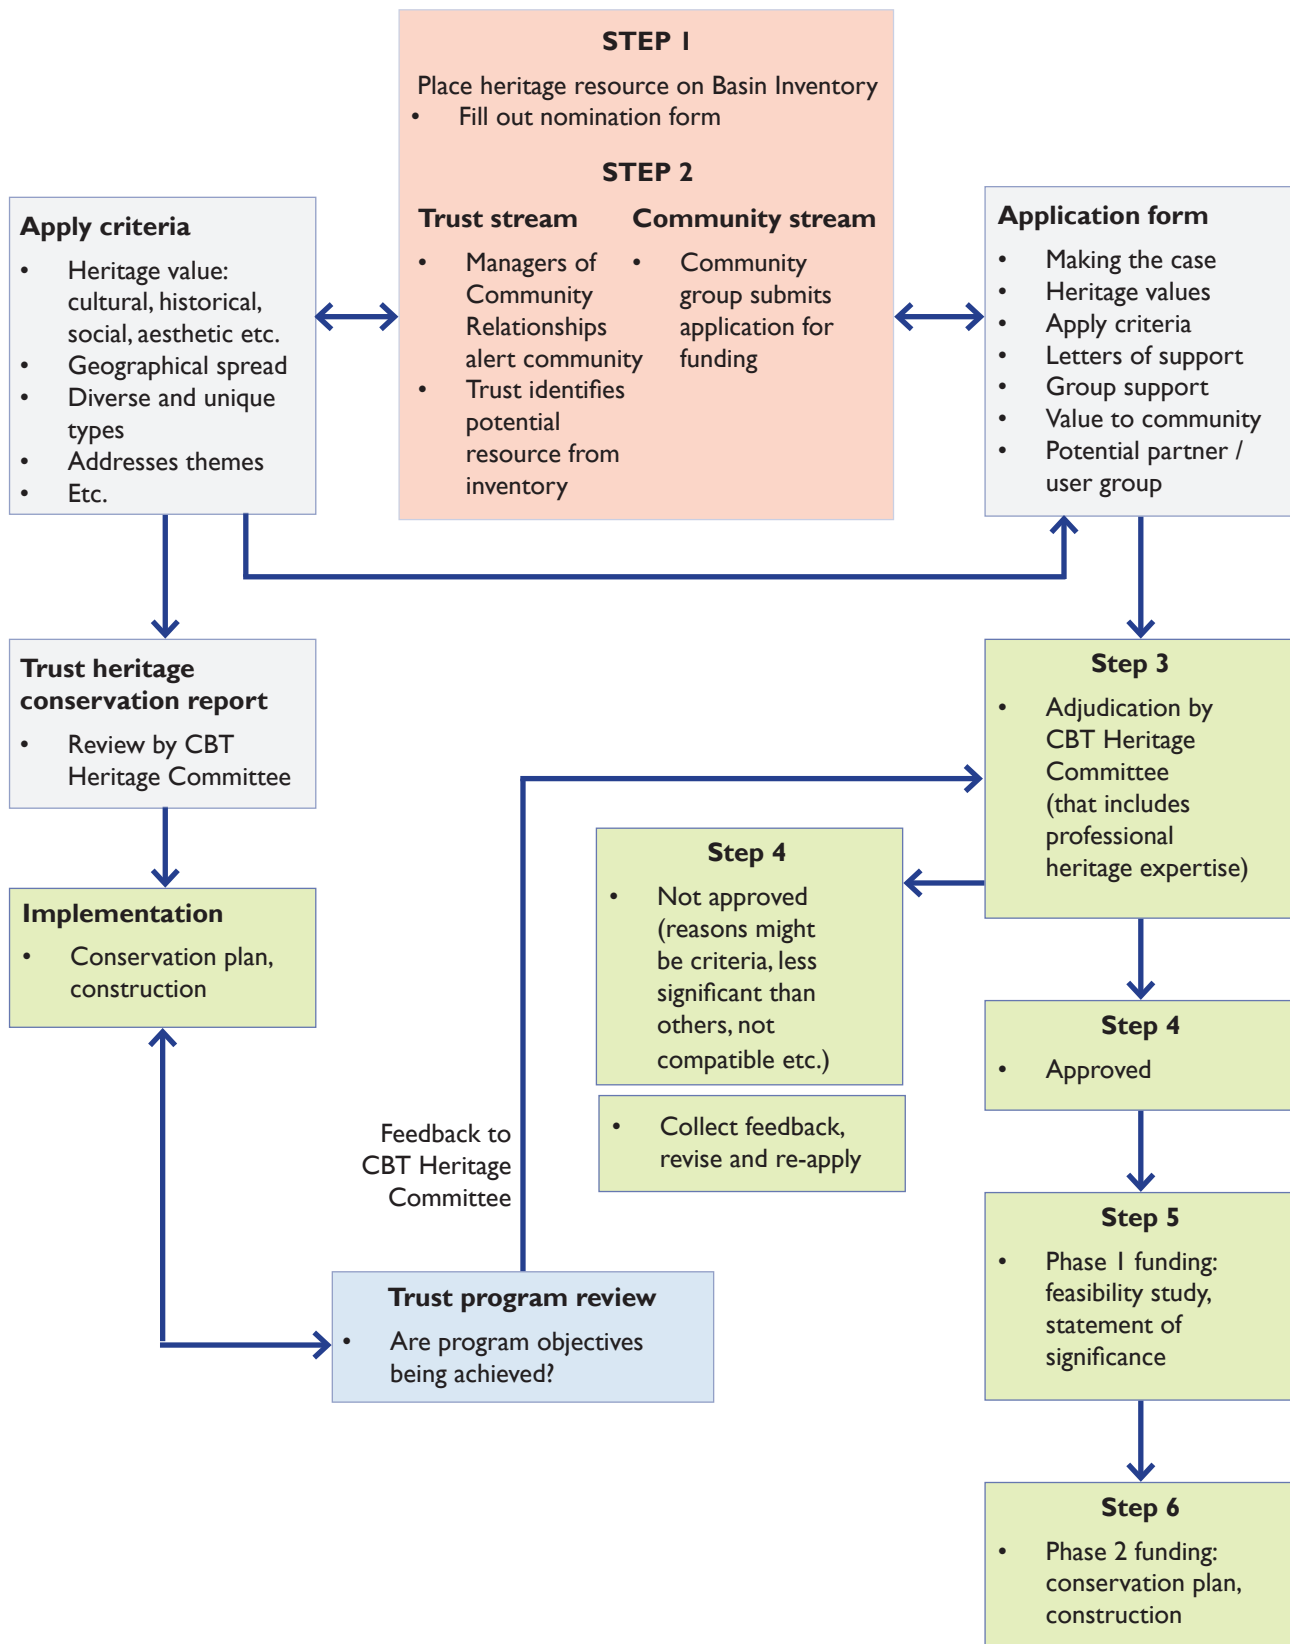 STEP 1
Place heritage resource on Basin Inventory
• Fill out nomination form
STEP 2
Trust stream
• Managers of
Community
Relationships
alert community
• Trust identifies
potential
resource from
inventory
Community stream
• Community
group submits
application for
funding
Apply criteria
• Heritage value:
cultural, historical,
social, aesthetic etc.
• Geographical spread
• Diverse and unique
types
• Addresses themes
• Etc.
Application form
• Making the case
• Heritage values
• Apply criteria
• Letters of support
• Group support
• Value to community
• Potential partner /
user group
Trust heritage
conservation report
• Review by CBT
Heritage Committee
Implementation
• Conservation plan,
construction
Step 3
• Adjudication by
CBT Heritage
Committee
(that includes
professional
heritage expertise)
Step 4
• Not approved
(reasons might
be criteria, less
significant than
others, not
compatible etc.)
• Collect feedback,
revise and re-apply
Step 4
• Approved
Feedback to
CBT Heritage
Committee
Trust program review
• Are program objectives
being achieved?
Step 5
• Phase 1 funding:
feasibility study,
statement of
significance
Step 6
• Phase 2 funding:
conservation plan,
construction